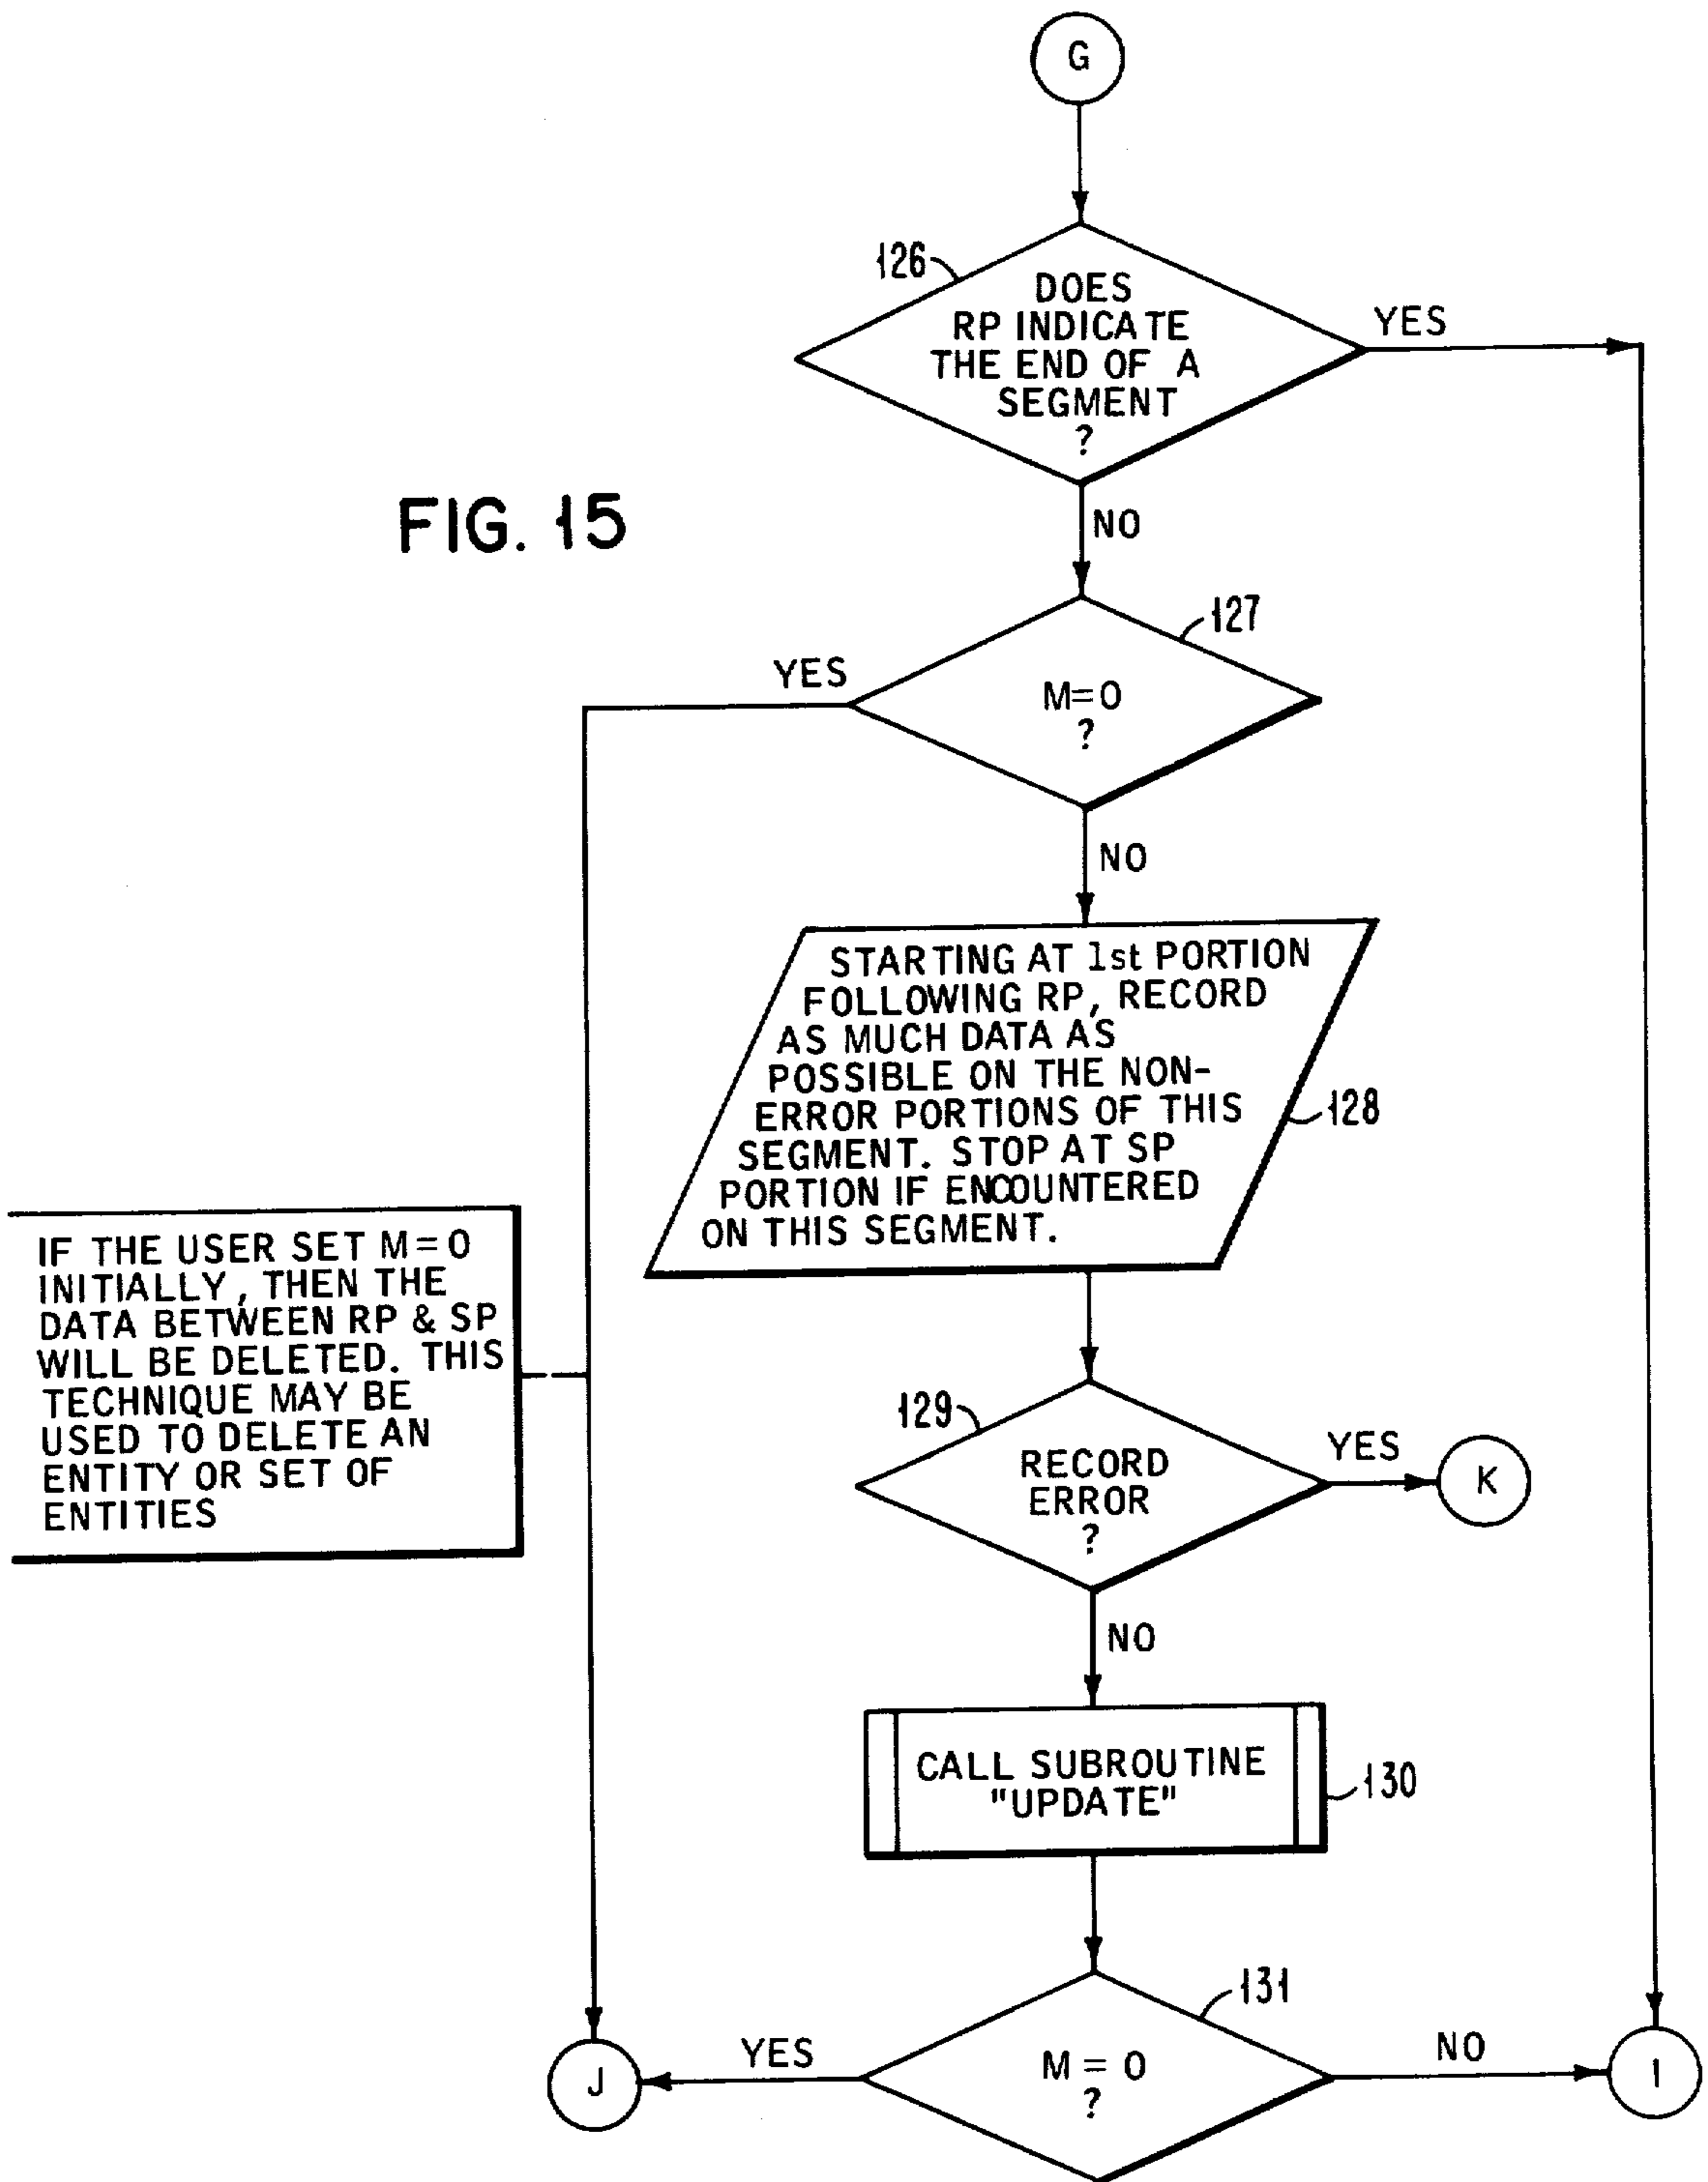 G
126
DOES
RP INDICATE
THE END OF A
SEGMENT
?
YES
NO
FIG. 15
127
YES
M=0
?
NO
STARTING AT 1st PORTION
FOLLOWING RP, RECORD
AS MUCH DATA AS
POSSIBLE ON THE NON-
ERROR PORTIONS OF THIS
SEGMENT. STOP AT SP
PORTION IF ENCOUNTERED
ON THIS SEGMENT.
128
IF THE USER SET M=0
INITIALLY, THEN THE
DATA BETWEEN RP & SP
WILL BE DELETED. THIS
TECHNIQUE MAY BE
USED TO DELETE AN
ENTITY OR SET OF
ENTITIES
129
RECORD
ERROR
?
YES
K
NO
CALL SUBROUTINE
"UPDATE"
130
131
M = 0
?
YES
J
NO
I